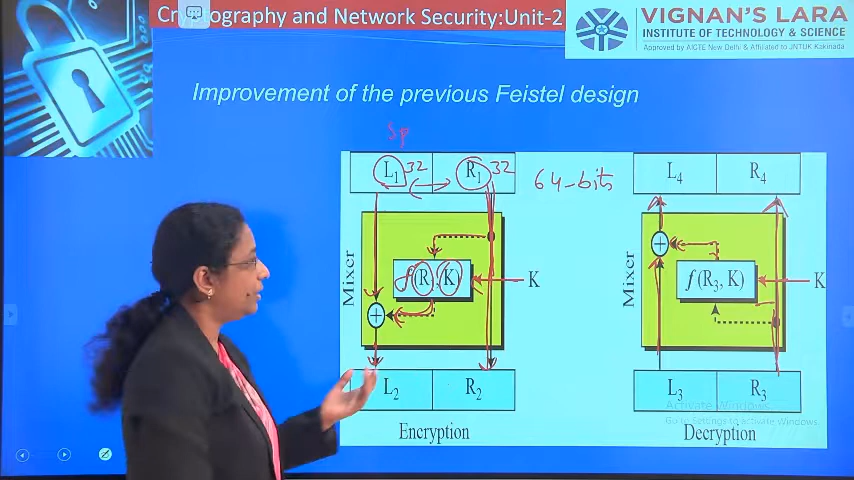 Cryptography and Network Security:Unit-2
VIGNAN'S LARA
INSTITUTE OF TECHNOLOGY & SCIENCE
Approved by AICTE New Delhi & Affiliated to JNTUK Kakinada
Improvement of the previous Feistel design
Sp
L1 32 R1 32
64-bits
Mixer
f(R1, K)
K
+
L2 R2
Encryption
L4 R4
Mixer
+
f(R3, K)
K
L3 R3
Decryption
Activate Windows
Go to Settings to activate Windows.